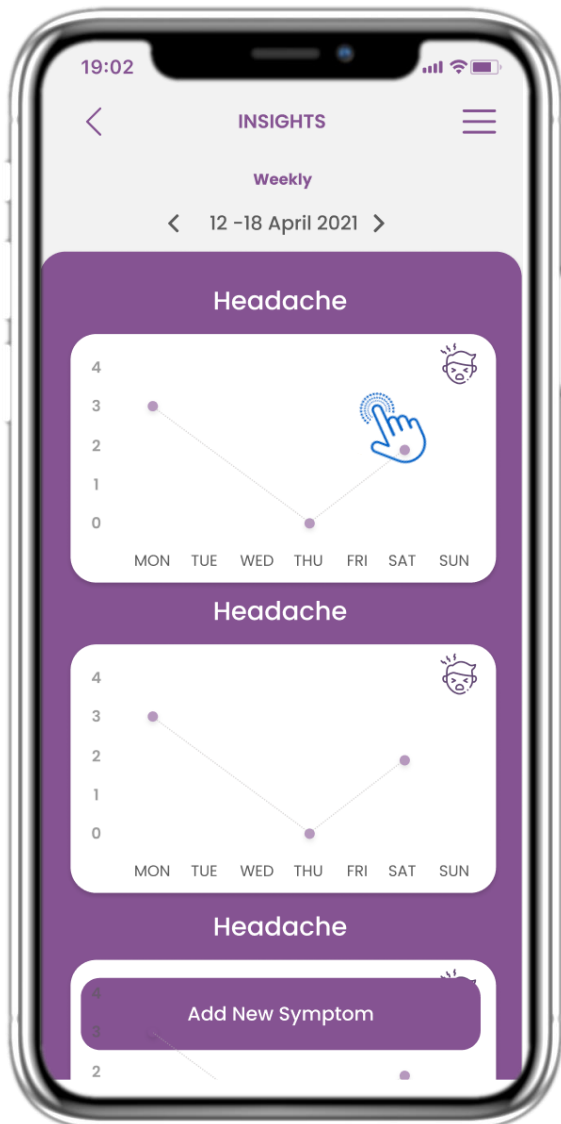 19:02
INSIGHTS
Weekly
12 -18 April 2021
Headache
4
3
2
1
0
MON TUE WED THU FRI SAT SUN
Headache
4
3
2
1
0
MON TUE WED THU FRI SAT SUN
Headache
4
Add New Symptom
3
2